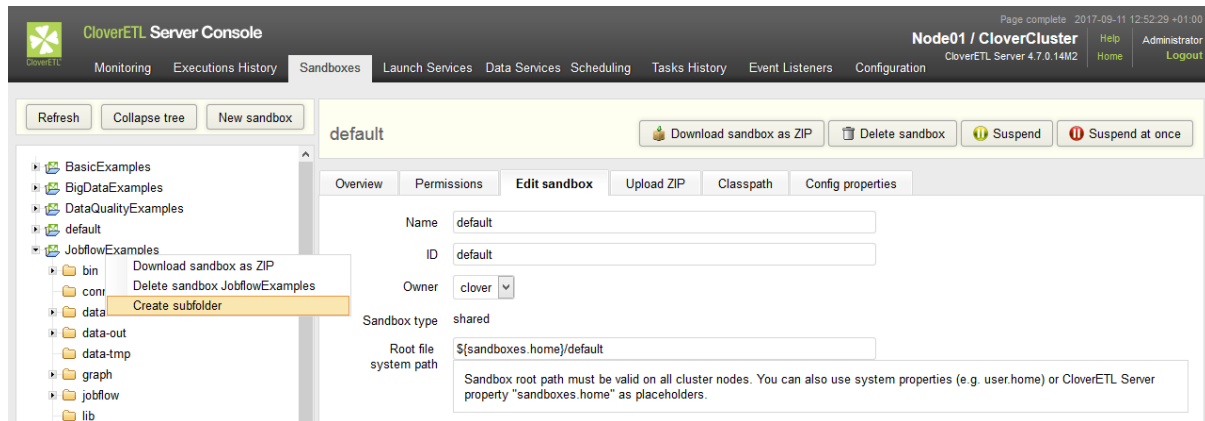 Page complete 2017-09-11 12:52:29 +01:00
CloverETL Server Console
Node01 / CloverCluster Help Administrator
CloverETL Server 4.7.0.14M2 Home Logout
CloverETL
Monitoring Executions History Sandboxes Launch Services Data Services Scheduling Tasks History Event Listeners Configuration
Refresh Collapse tree New sandbox
default Download sandbox as ZIP Delete sandbox Suspend Suspend at once
BasicExamples
BigDataExamples
DataQualityExamples
default
JobflowExamples
bin
data-out
data-tmp
graph
jobflow
lib
Download sandbox as ZIP
Delete sandbox JobflowExamples
Create subfolder
Overview Permissions Edit sandbox Upload ZIP Classpath Config properties
Name default
ID default
Owner clover
Sandbox type shared
Root file system path ${sandboxes.home}/default
Sandbox root path must be valid on all cluster nodes. You can also use system properties (e.g. user.home) or CloverETL Server
property "sandboxes.home" as placeholders.